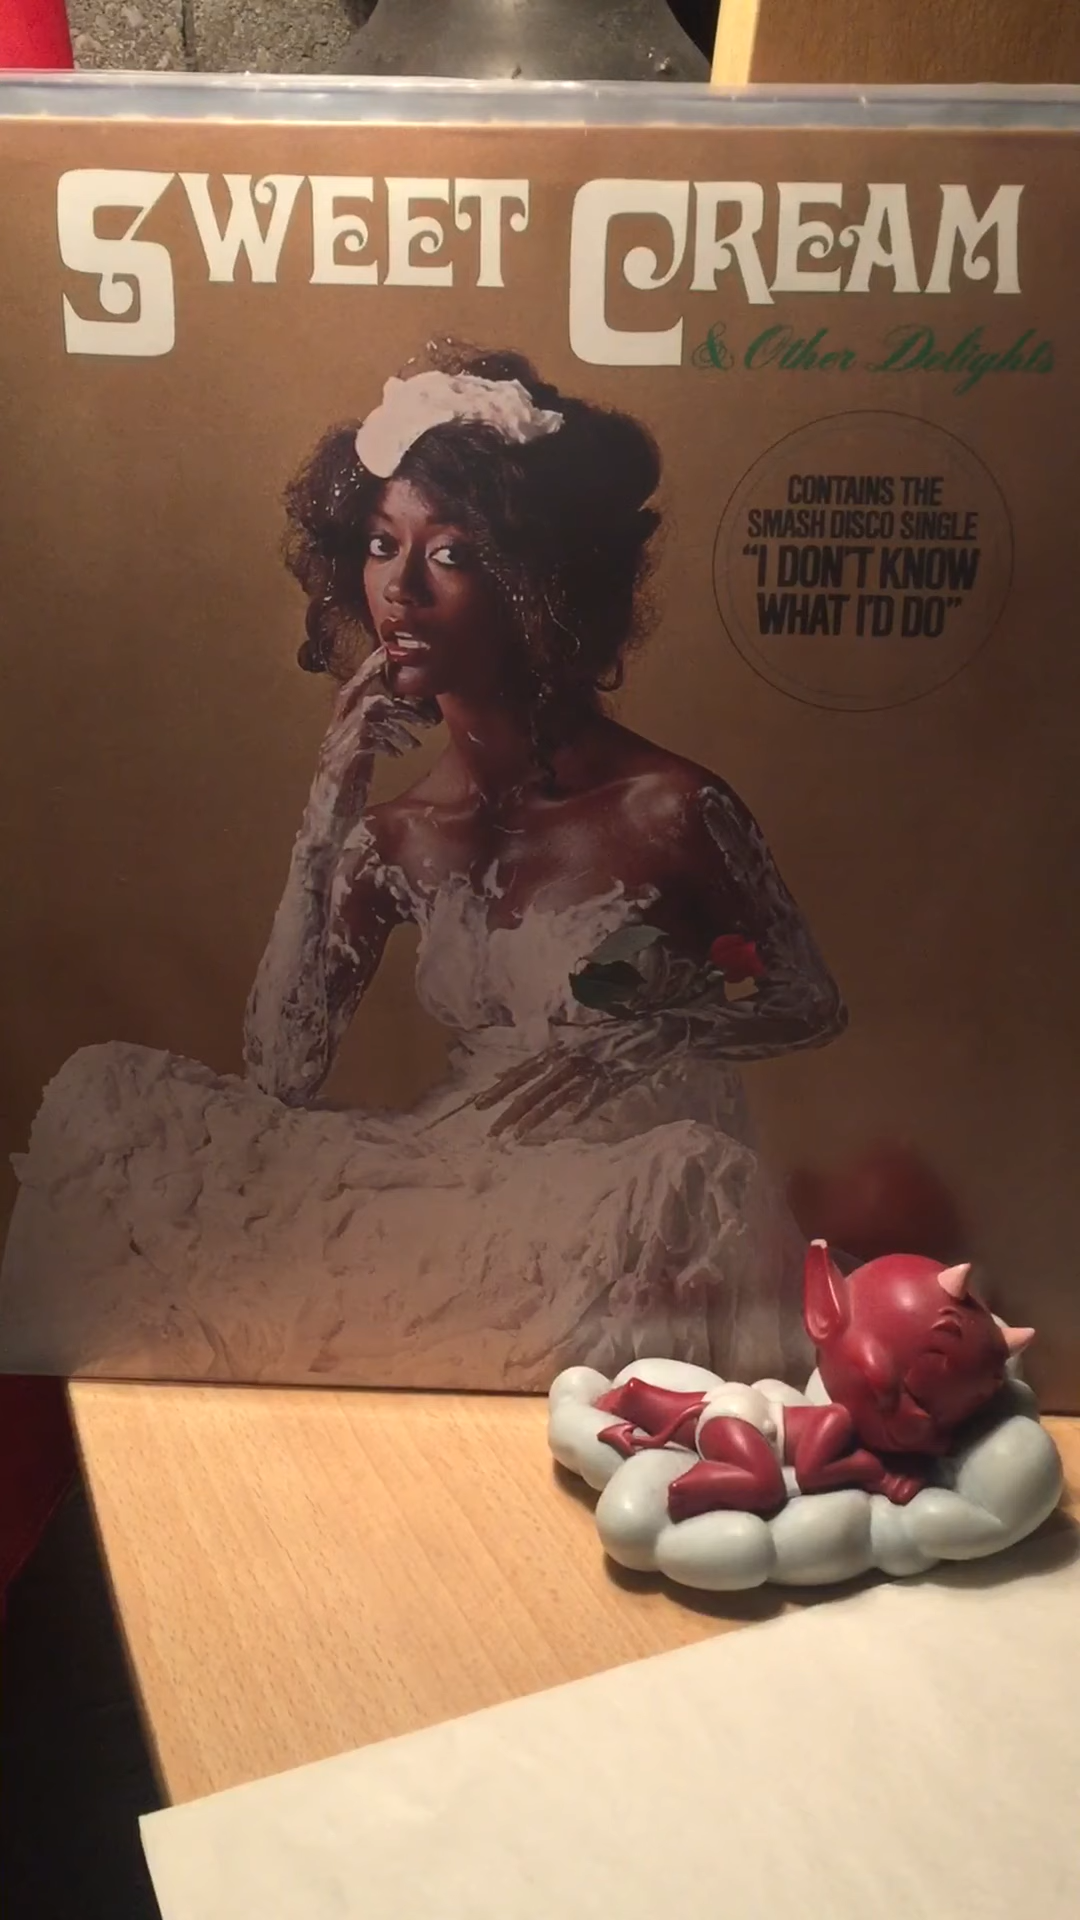 SWEET CREAM
& Other Delights
CONTAINS THE
SMASH DISCO SINGLE
"I DON'T KNOW
WHAT I'D DO"